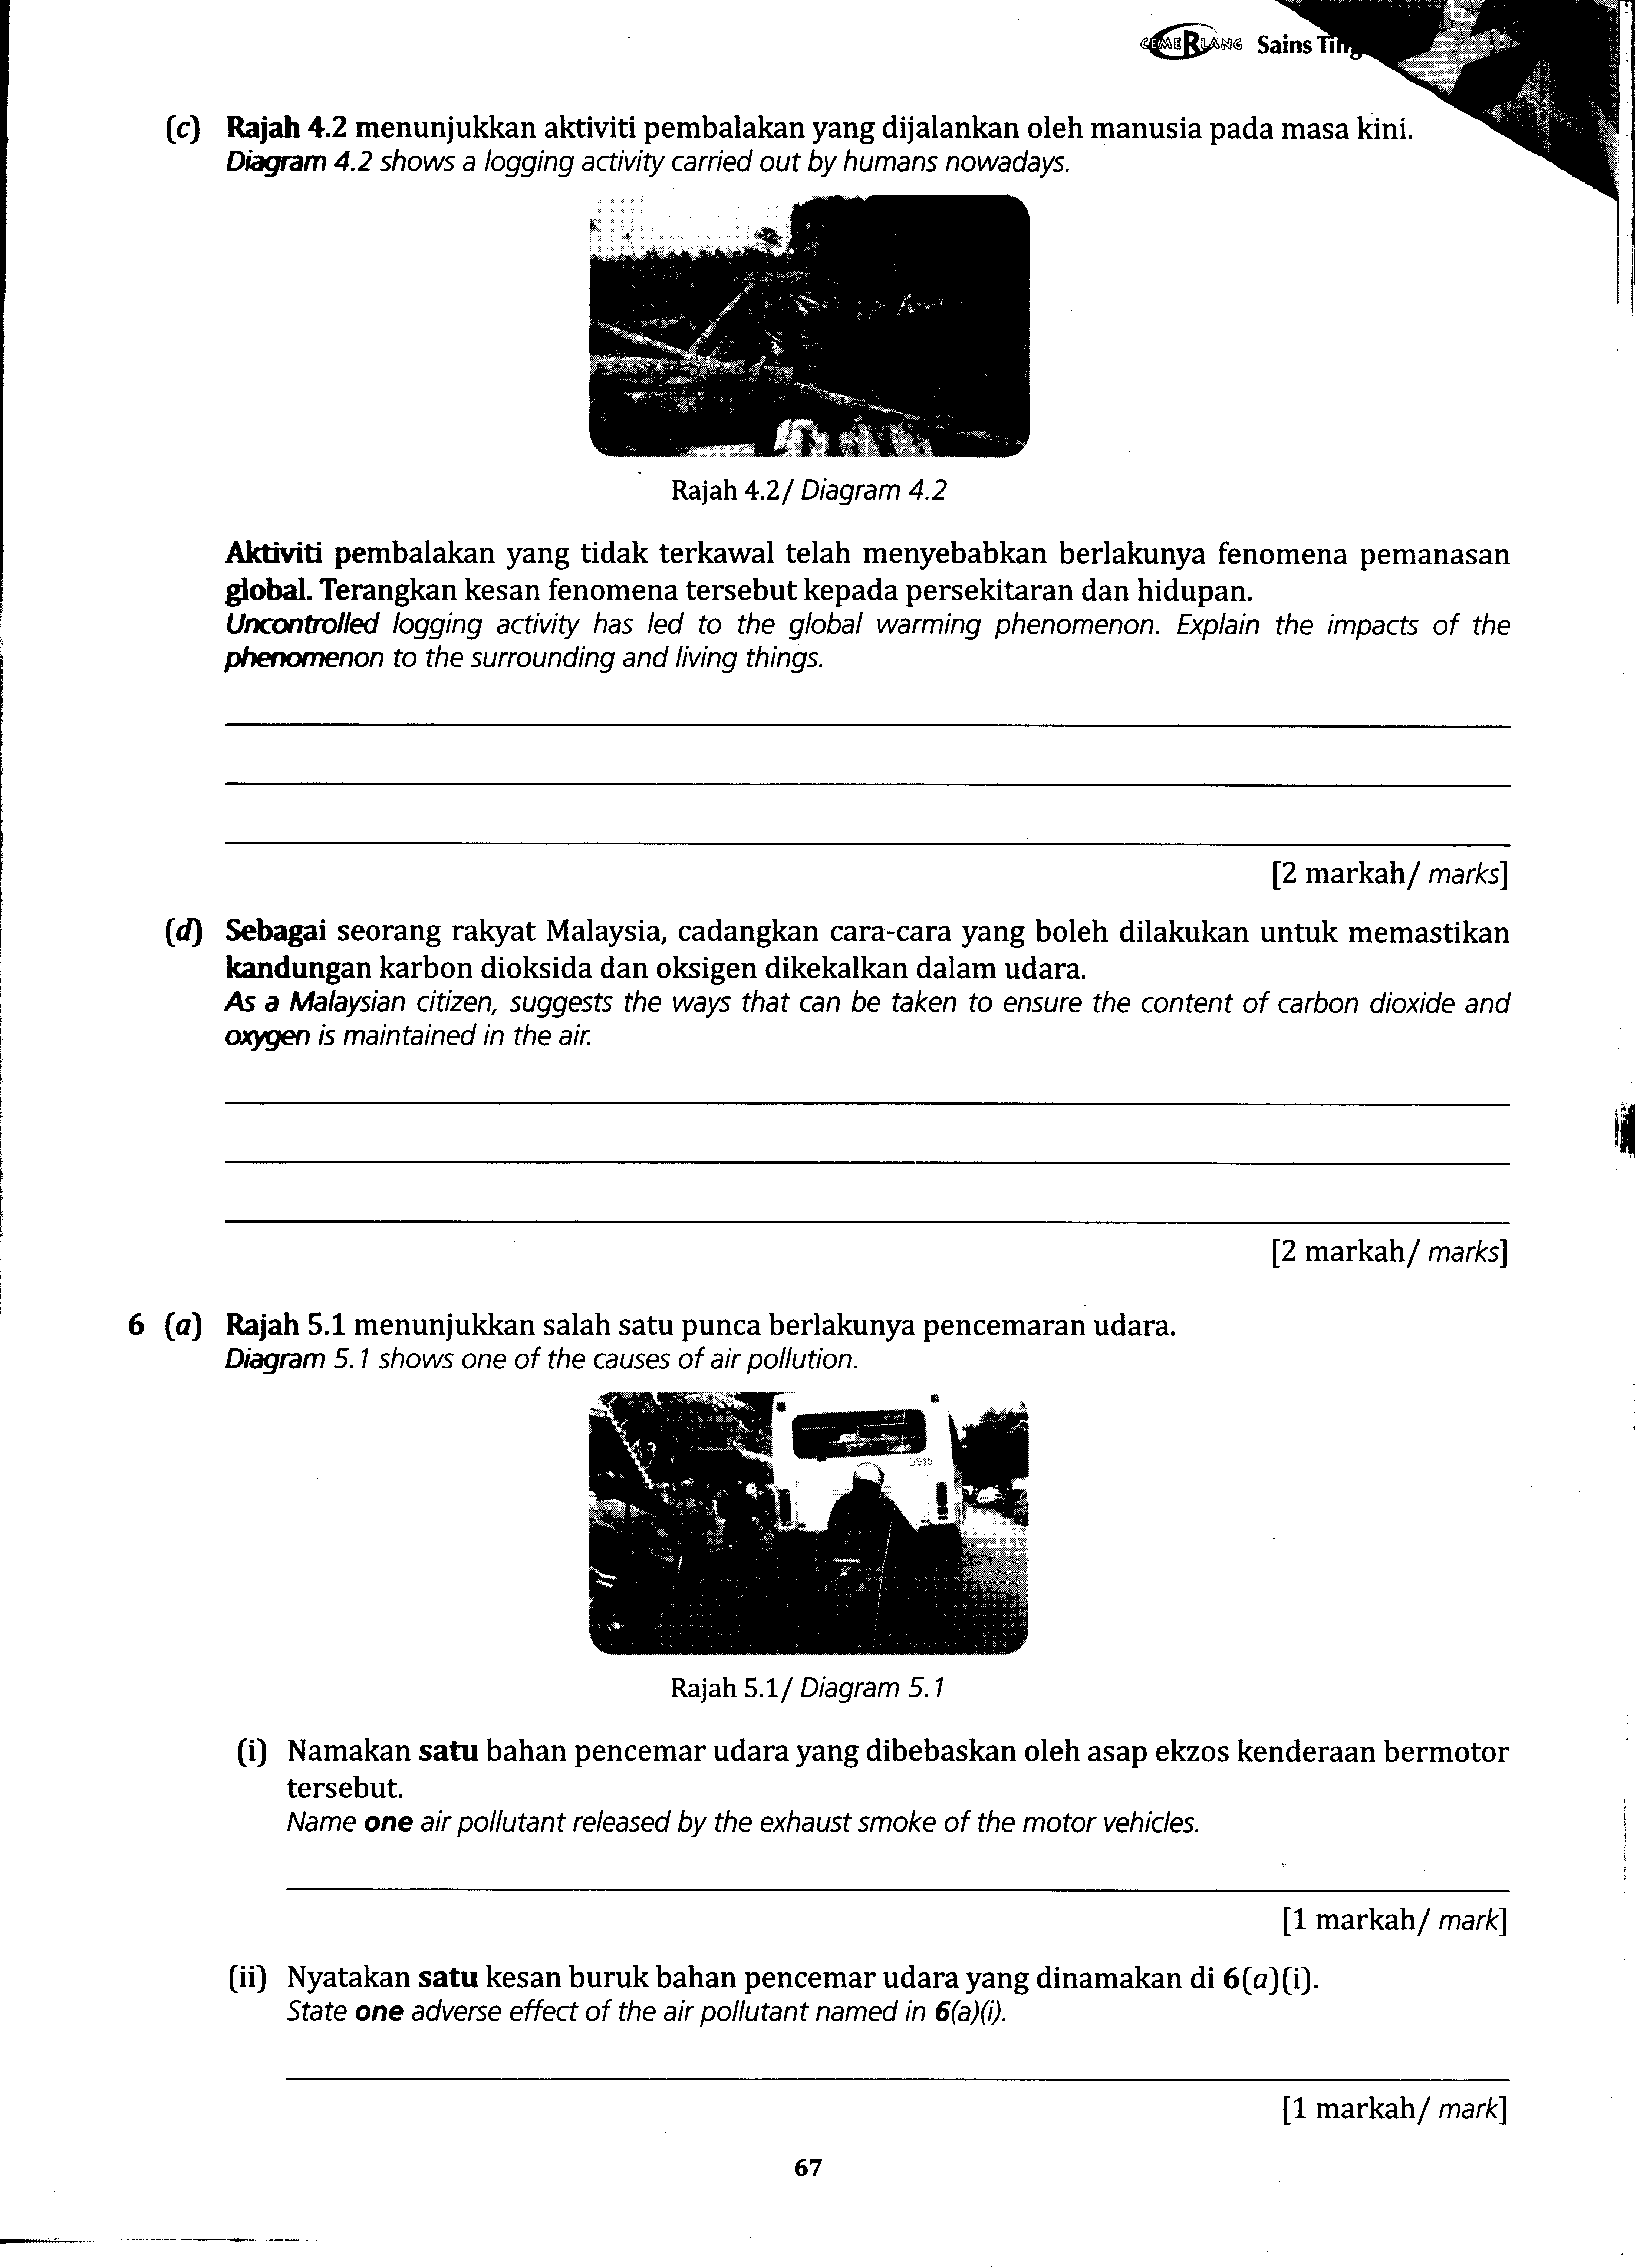 CEMERLANG Sains
(c) Rajah 4.2 menunjukkan aktiviti pembalakan yang dijalankan oleh manusia pada masa kini.
Diagram 4.2 shows a logging activity carried out by humans nowadays.
Rajah 4.2/ Diagram 4.2
Aktiviti pembalakan yang tidak terkawal telah menyebabkan berlakunya fenomena pemanasan
global. Terangkan kesan fenomena tersebut kepada persekitaran dan hidupan.
Uncontrolled logging activity has led to the global warming phenomenon. Explain the impacts of the
phenomenon to the surrounding and living things.
[2 markah/ marks]
(d) Sebagai seorang rakyat Malaysia, cadangkan cara-cara yang boleh dilakukan untuk memastikan
kandungan karbon dioksida dan oksigen dikekalkan dalam udara.
As a Malaysian citizen, suggests the ways that can be taken to ensure the content of carbon dioxide and
oxygen is maintained in the air.
[2 markah/ marks]
6 (a) Rajah 5.1 menunjukkan salah satu punca berlakunya pencemaran udara.
Diagram 5.1 shows one of the causes of air pollution.
3515
Rajah 5.1/ Diagram 5.1
(i) Namakan satu bahan pencemar udara yang dibebaskan oleh asap ekzos kenderaan bermotor
tersebut.
Name one air pollutant released by the exhaust smoke of the motor vehicles.
[1 markah/ mark]
(ii) Nyatakan satu kesan buruk bahan pencemar udara yang dinamakan di 6(a)(i).
State one adverse effect of the air pollutant named in 6(a)(i).
[1 markah/ mark]
67